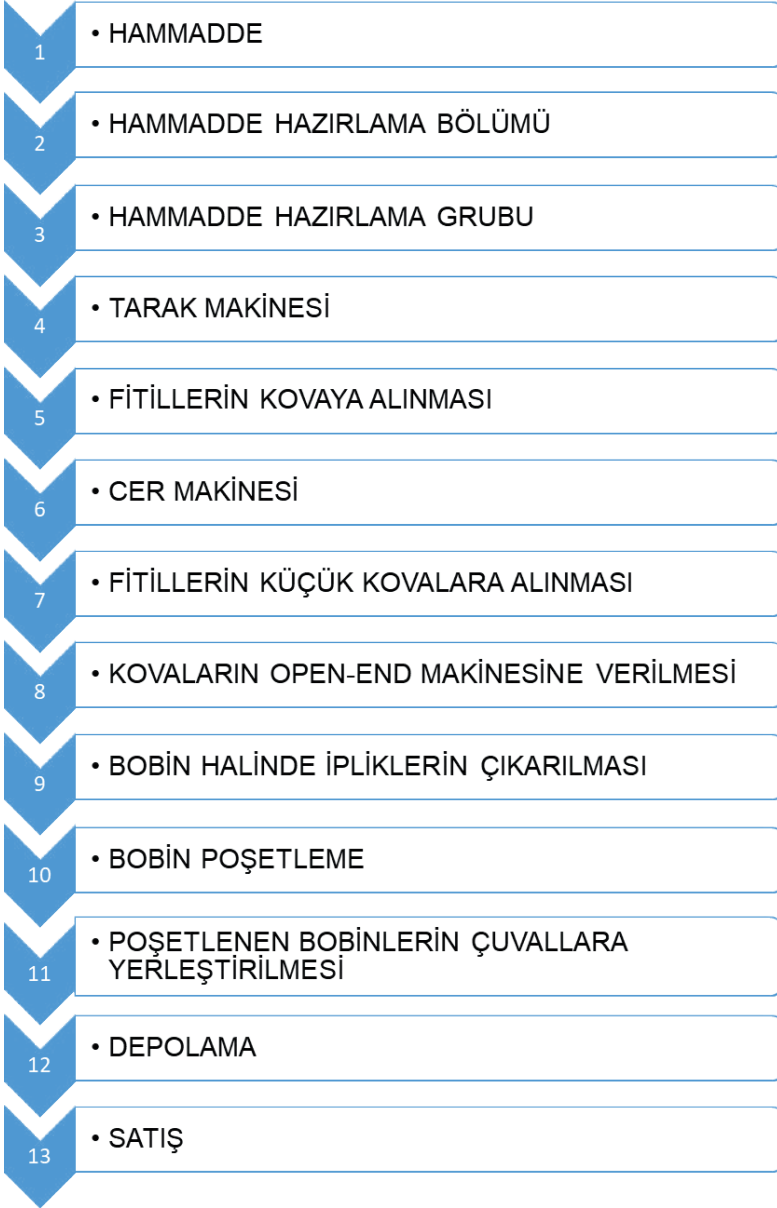 1
• HAMMADDE
2
• HAMMADDE HAZIRLAMA BÖLÜMÜ
3
• HAMMADDE HAZIRLAMA GRUBU
4
• TARAK MAKİNESİ
5
• FİTİLLERİN KOVAYA ALINMASI
6
• CER MAKİNESİ
7
• FİTİLLERİN KÜÇÜK KOVALARA ALINMASI
8
• KOVALARIN OPEN-END MAKİNESİNE VERİLMESİ
9
• BOBİN HALİNDE İPLİKLERİN ÇIKARILMASI
10
• BOBİN POŞETLEME
11
• POŞETLENEN BOBİNLERİN ÇUVALLARA
YERLEŞTİRİLMESİ
12
• DEPOLAMA
13
• SATIŞ